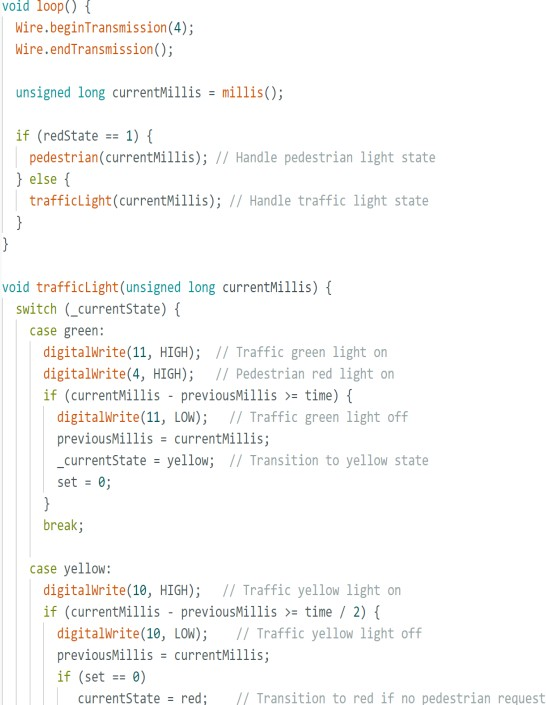 void loop() {
  Wire.beginTransmission(4);
  Wire.endTransmission();

  unsigned long currentMillis = millis();

  if (redState == 1) {
    pedestrian(currentMillis); // Handle pedestrian light state
  } else {
    trafficLight(currentMillis); // Handle traffic light state
  }
}

void trafficLight(unsigned long currentMillis) {
  switch (_currentState) {
    case green:
      digitalWrite(11, HIGH);  // Traffic green light on
      digitalWrite(4, HIGH);  // Pedestrian red light on
      if (currentMillis - previousMillis >= time) {
        digitalWrite(11, LOW);   // Traffic green light off
        previousMillis = currentMillis;
        _currentState = yellow;  // Transition to yellow state
        set = 0;
      }
      break;

    case yellow:
      digitalWrite(10, HIGH);   // Traffic yellow light on
      if (currentMillis - previousMillis >= time / 2) {
        digitalWrite(10, LOW);    // Traffic yellow light off
        previousMillis = currentMillis;
        if (set == 0)
          currentState = red;    // Transition to red if no pedestrian request